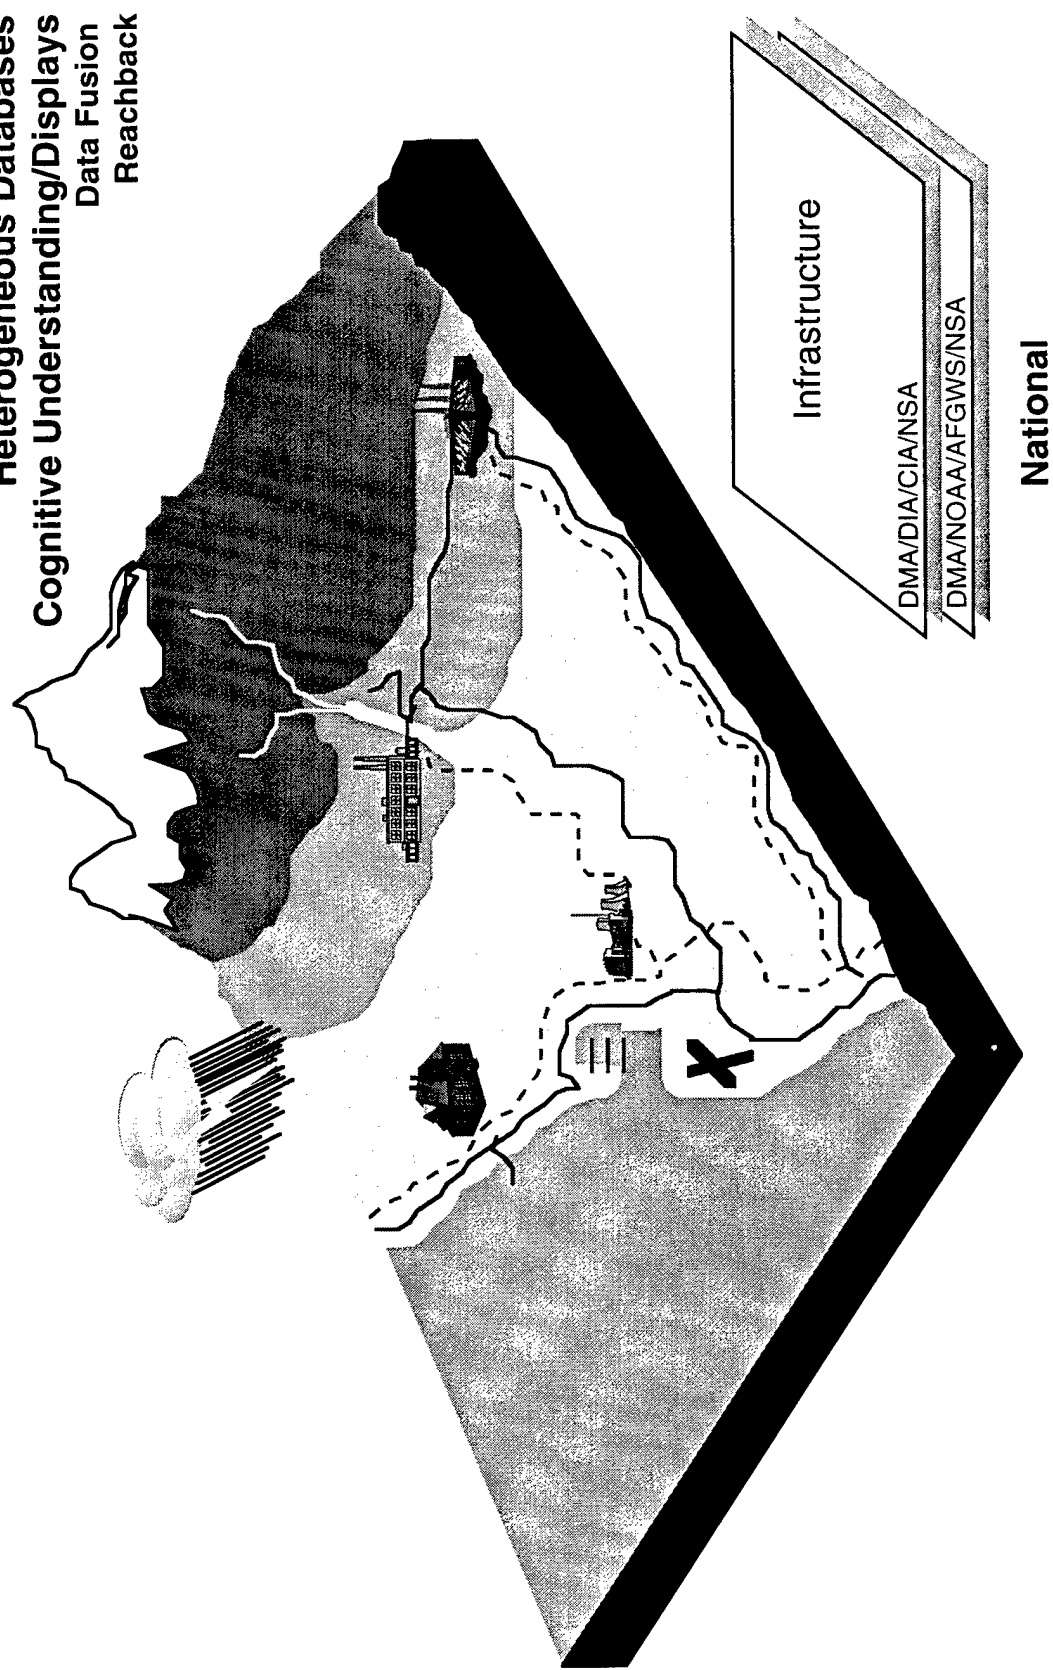 Heterogeneous Databases
Cognitive Understanding/Displays
Data Fusion
Reachback
Infrastructure
DMA/DIA/CIA/NSA
DMA/NOAA/AFGWS/NSA
National